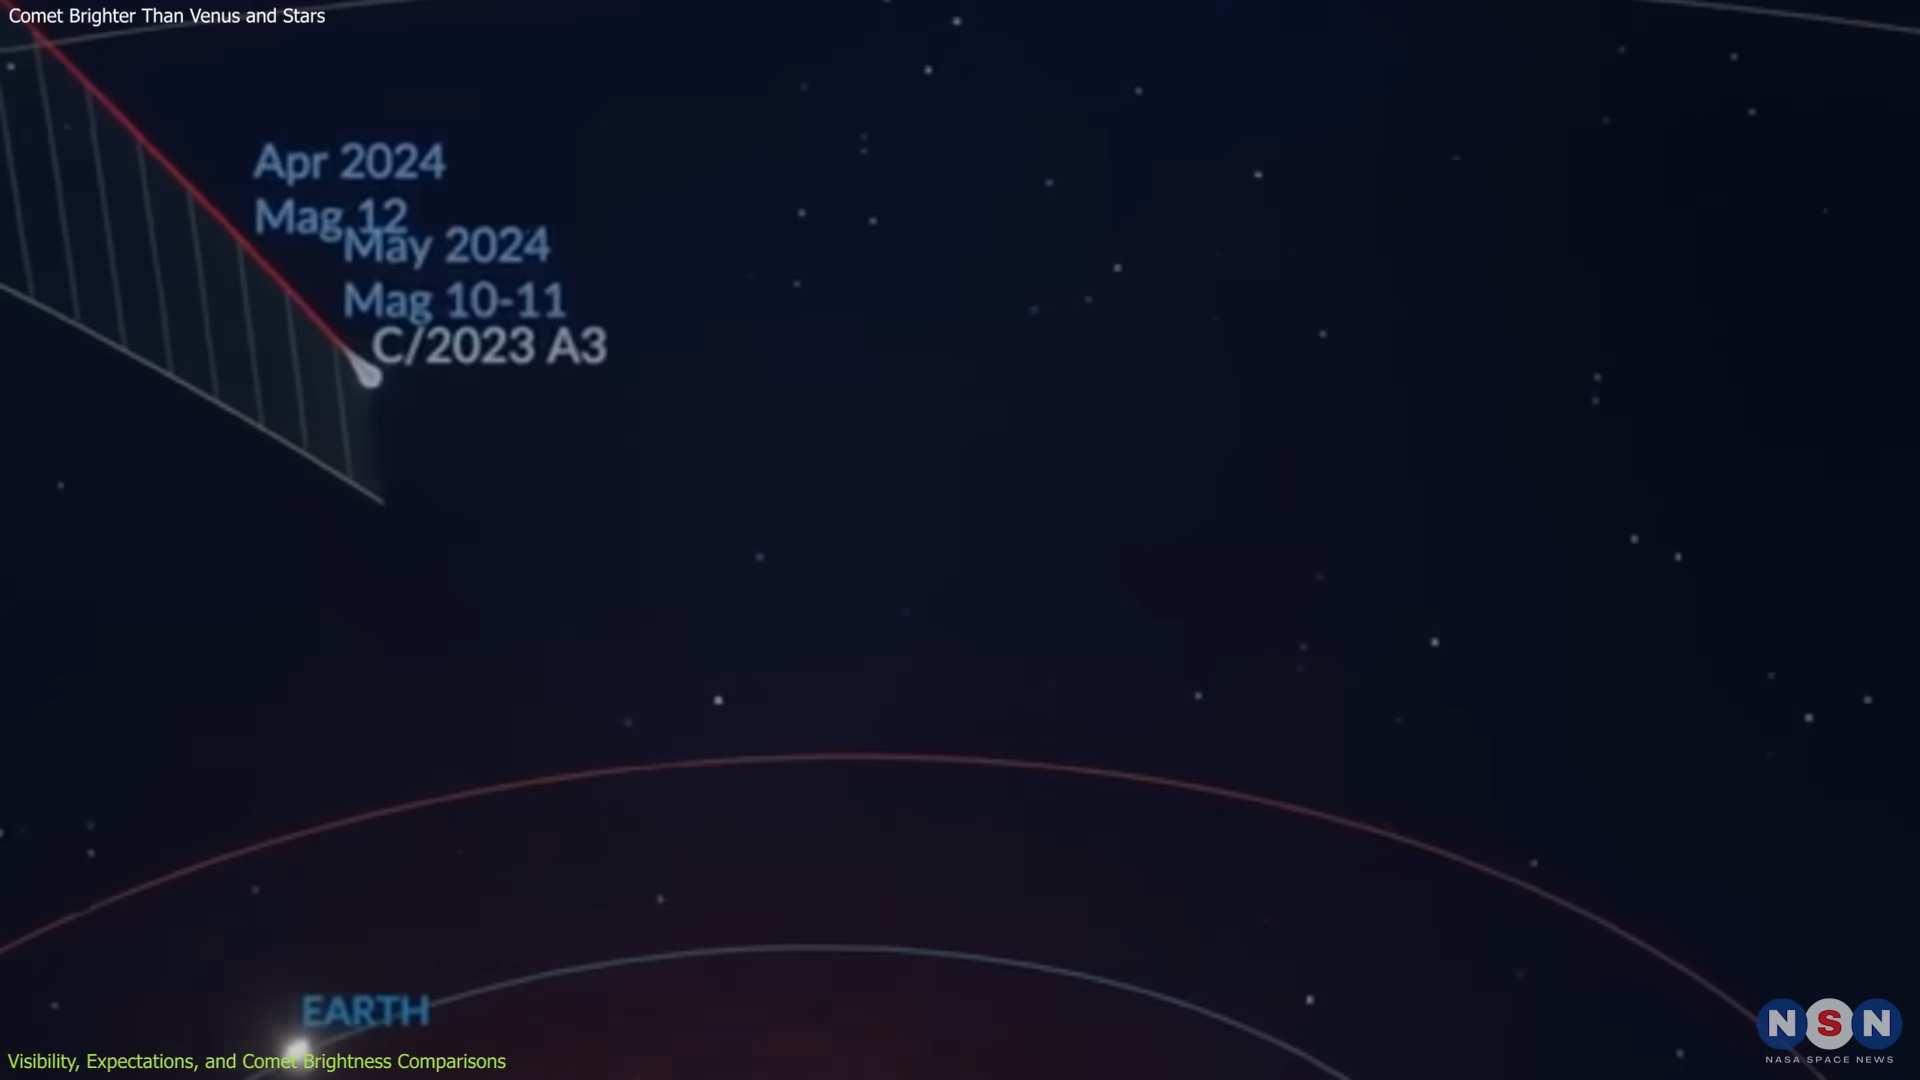 Comet Brighter Than Venus and Stars
Apr 2024
Mag 12
May 2024
Mag 10-11
C/2023 A3
EARTH
Visibility, Expectations, and Comet Brightness Comparisons
NSN
NASA SPACE NEWS